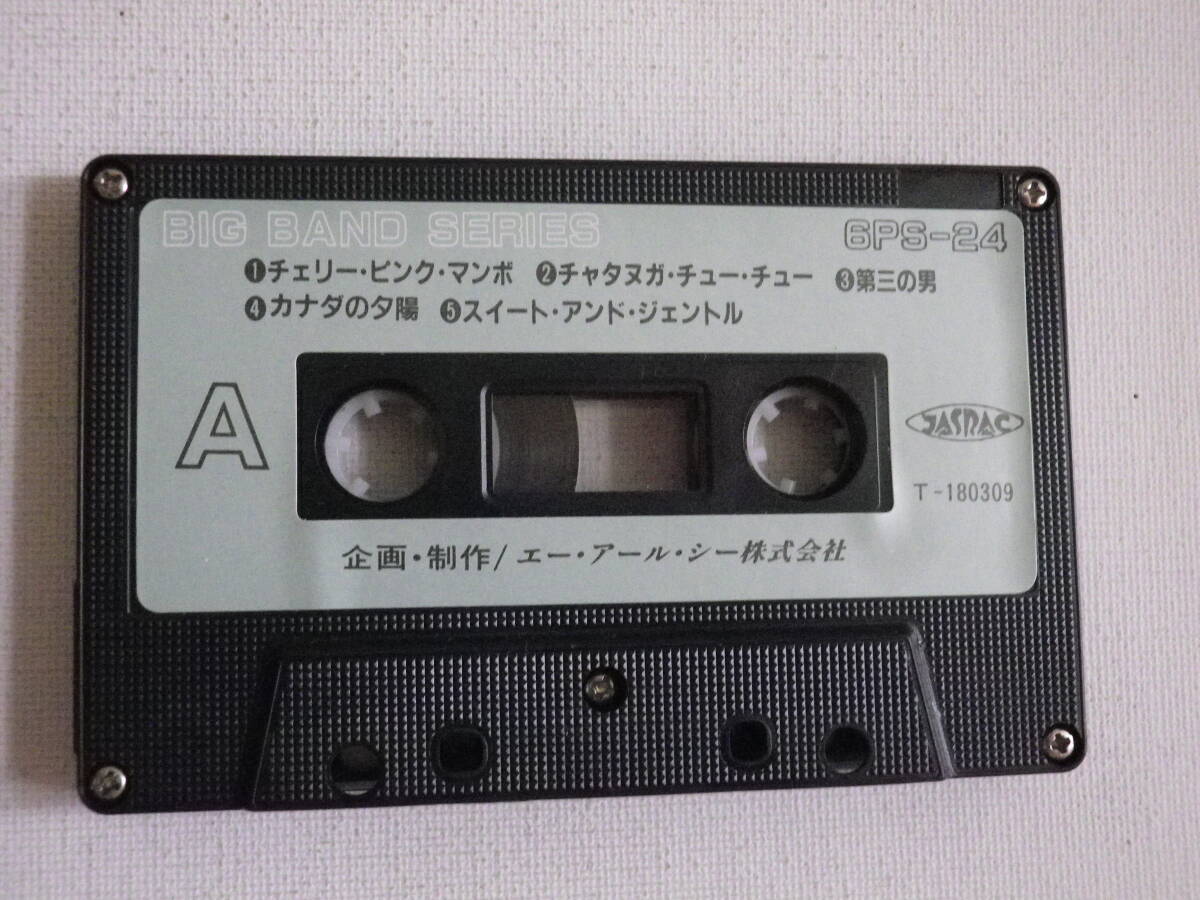 BIG BAND SERIES 6PS-24
❶チェリー・ピンク・マンボ ❷チャタヌガ・チュー・チュー ❸第三の男
❹カナダの夕陽 ❺スイート・アンド・ジェントル
A
JASRAC
T-180309
企画・制作/エー・アール・シー株式会社